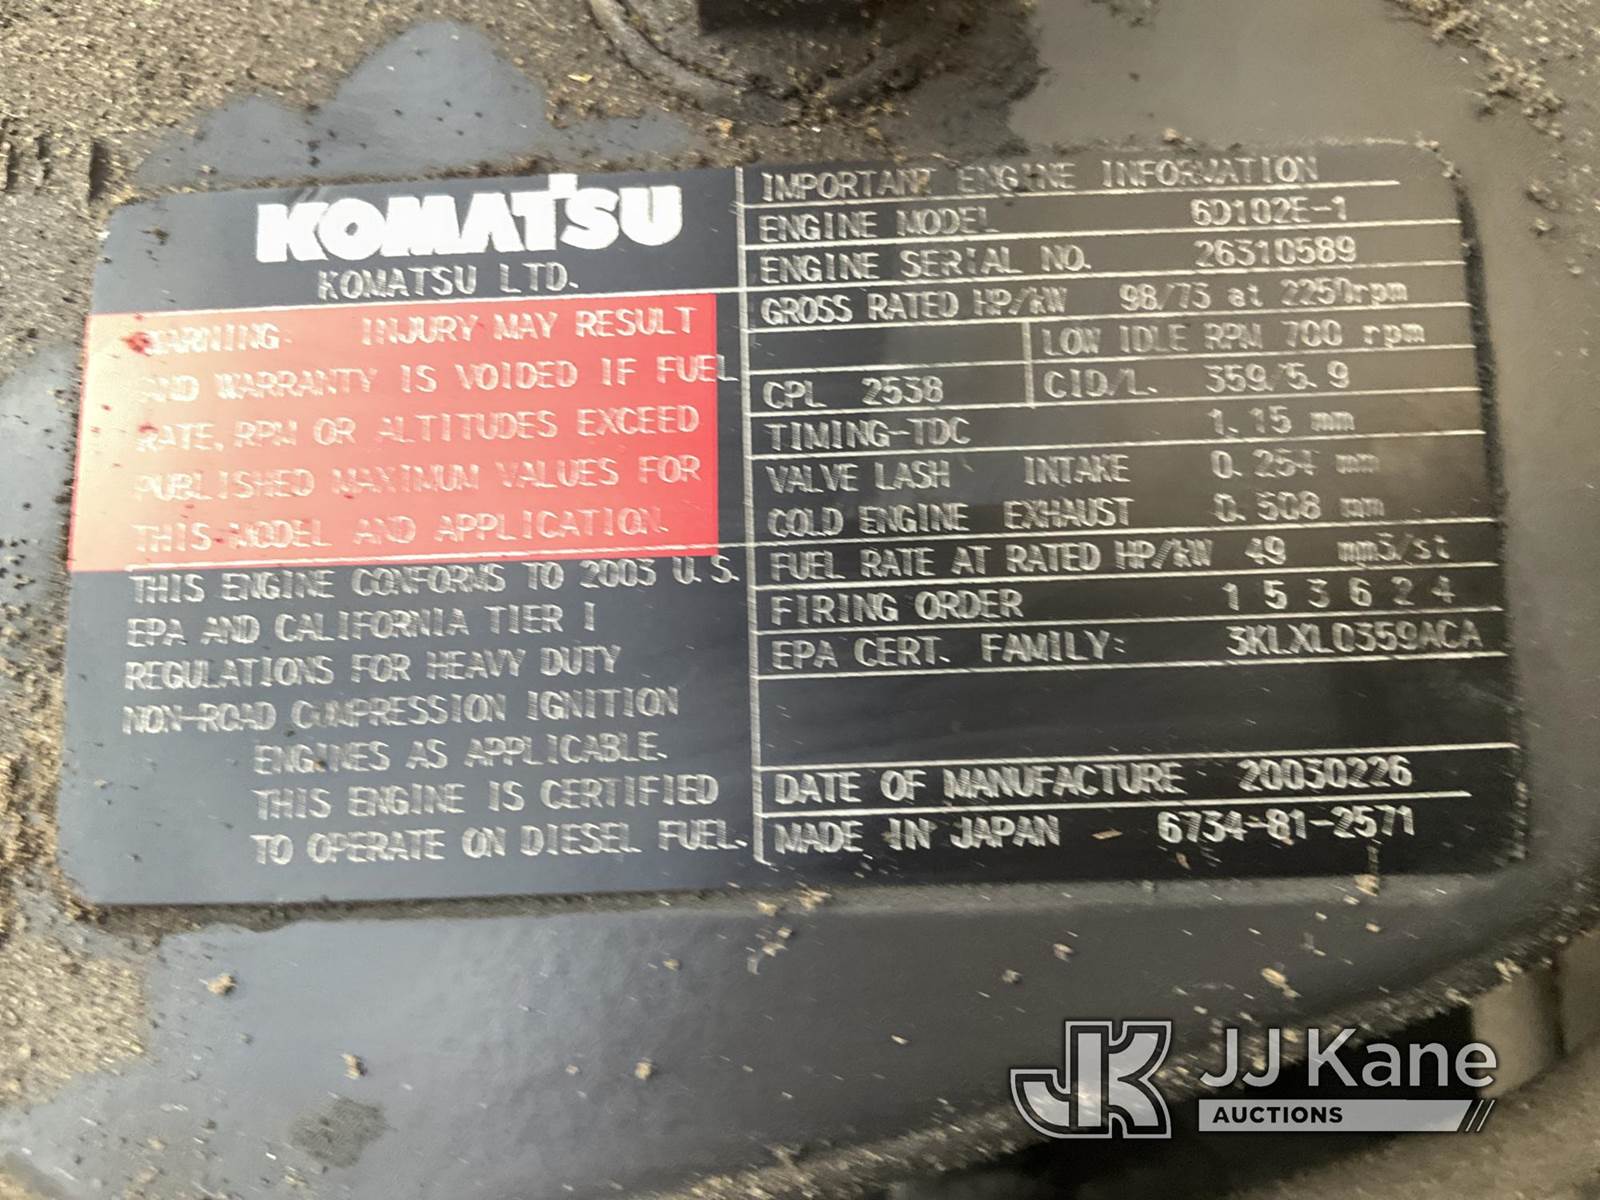 KOMATSU
KOMATSU LTD.
WARNING: INJURY MAY RESULT
AND WARRANTY IS VOIDED IF FUEL
RATE, RPM OR ALTITUDES EXCEED
PUBLISHED MAXIMUM VALUES FOR
THIS MODEL AND APPLICATION.
THIS ENGINE CONFORMS TO 2003 U.S.
EPA AND CALIFORNIA TIER I
REGULATIONS FOR HEAVY DUTY
NON-ROAD COMPRESSION IGNITION
ENGINES AS APPLICABLE.
THIS ENGINE IS CERTIFIED
TO OPERATE ON DIESEL FUEL.
IMPORTANT ENGINE INFORMATION
ENGINE MODEL 6D102E-1
ENGINE SERIAL NO. 26310589
GROSS RATED HP/kW 98/73 at 2250rpm
LOW IDLE RPM 700 rpm
CPL 2538 CID/L. 359/5.9
TIMING-TDC 1.15 mm
VALVE LASH INTAKE 0.254 mm
COLD ENGINE EXHAUST 0.508 mm
FUEL RATE AT RATED HP/kW 49 mm3/st
FIRING ORDER 1 5 3 6 2 4
EPA CERT. FAMILY: 3KLXL0359ACA
DATE OF MANUFACTURE 20030226
MADE IN JAPAN 6734-81-2571
JK JJ Kane
AUCTIONS